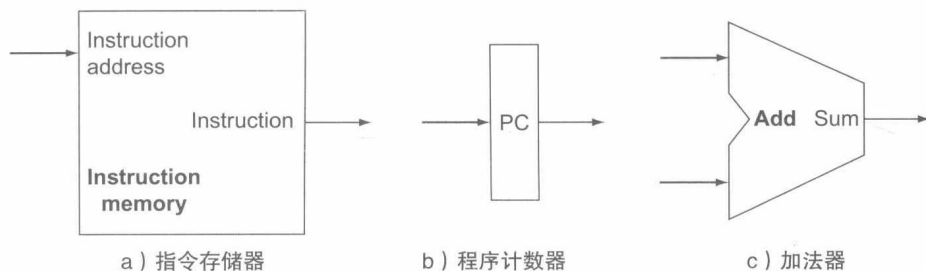 Instruction
address
Instruction
Instruction
memory
PC
Add Sum
a）指令存储器
b）程序计数器
c）加法器